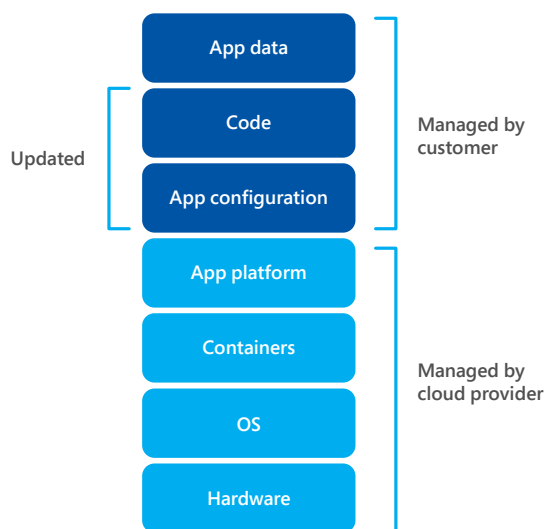 App data
Code
Managed by
customer
Updated
App configuration
App platform
Containers
Managed by
cloud provider
OS
Hardware